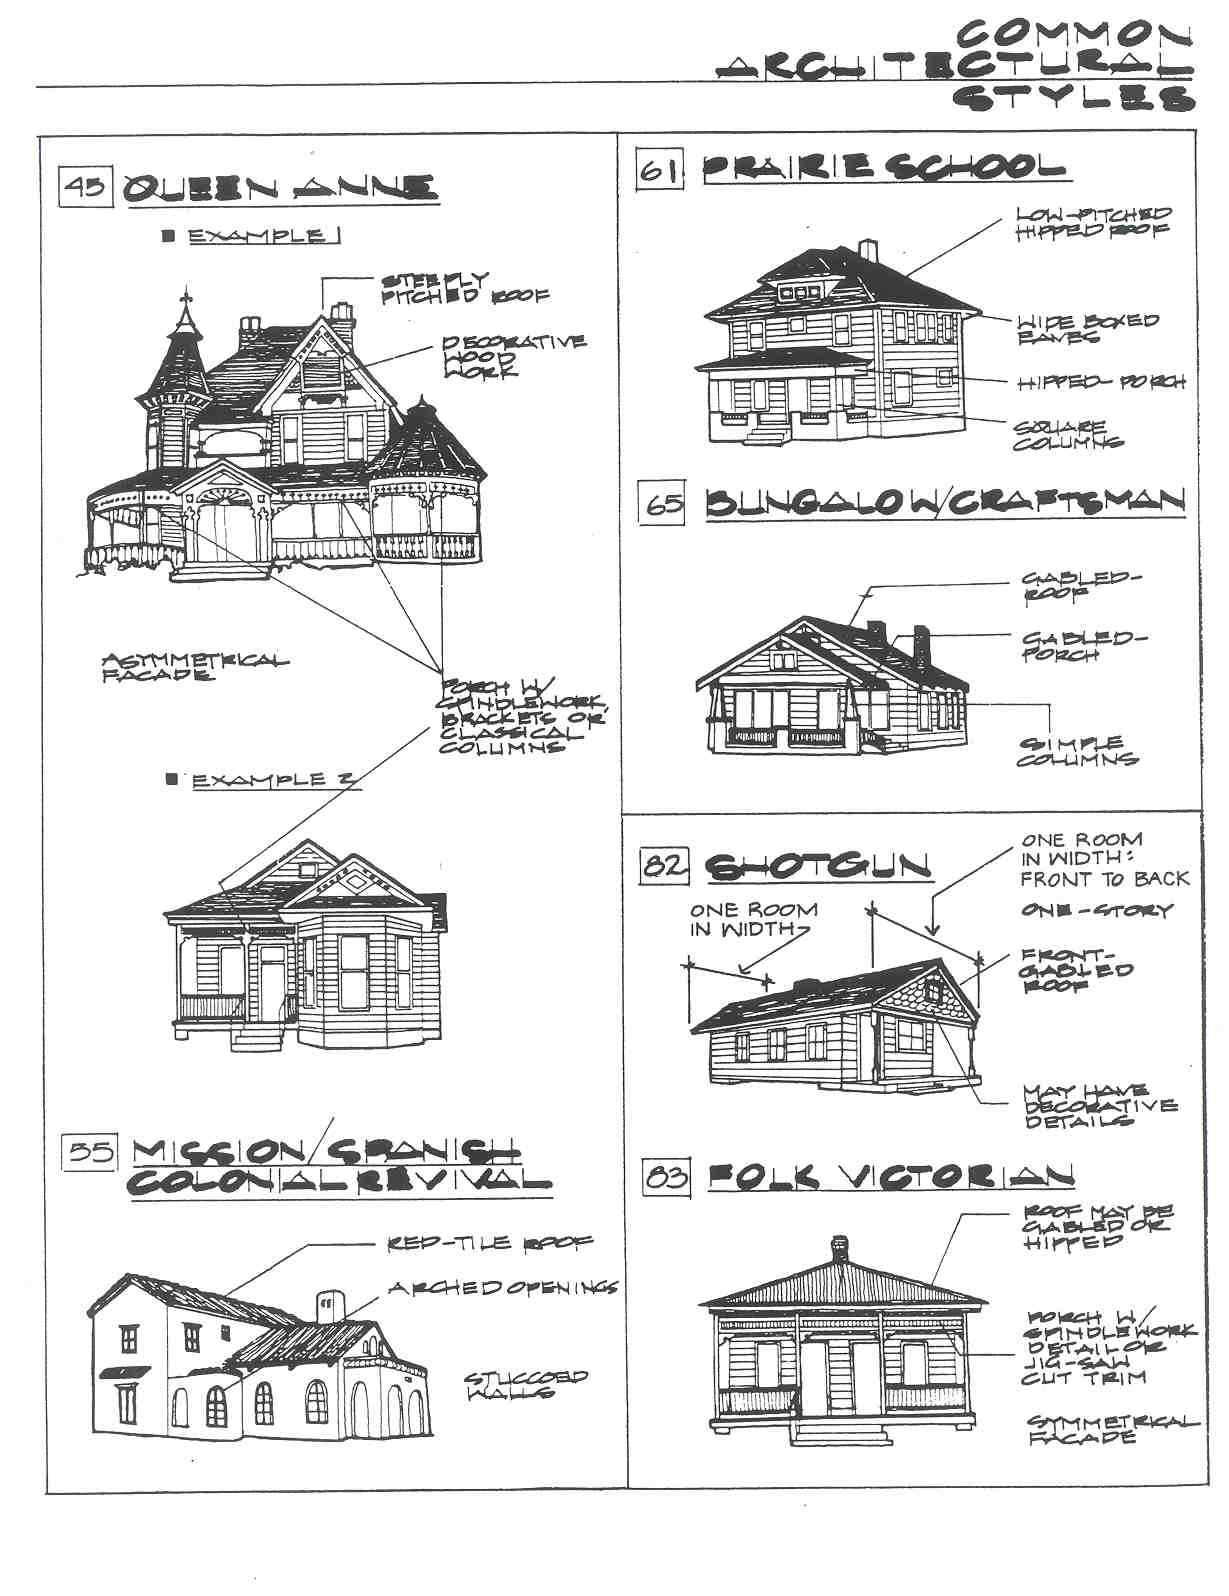 COMMON
ARCHITECTURAL
STYLES
45 QUEEN ANNE
EXAMPLE 1
STEEPLY
PITCHED ROOF
DECORATIVE
WOOD
WORK
ASYMMETRICAL
FACADE
PORCH W/
SPINDLEWORK,
BRACKETS OR
CLASSICAL
COLUMNS
EXAMPLE 2
55 MISSION/SPANISH
COLONIAL REVIVAL
RED-TILE ROOF
ARCHED OPENINGS
STUCCOED
WALLS
61 PRAIRIE SCHOOL
LOW-PITCHED
HIPPED ROOF
WIDE BOXED
EAVES
HIPPED-PORCH
SQUARE
COLUMNS
65 BUNGALOW/CRAFTSMAN
GABLED-
ROOF
GABLED-
PORCH
SIMPLE
COLUMNS
82 SHOTGUN
ONE ROOM
IN WIDTH:
FRONT TO BACK
ONE-STORY
ONE ROOM
IN WIDTH
FRONT-
GABLED
ROOF
MAY HAVE
DECORATIVE
DETAILS
83 FOLK VICTORIAN
ROOF MAY BE
GABLED OR
HIPPED
PORCH W/
SPINDLEWORK
DETAIL OR
JIG-SAW
CUT TRIM
SYMMETRICAL
FACADE